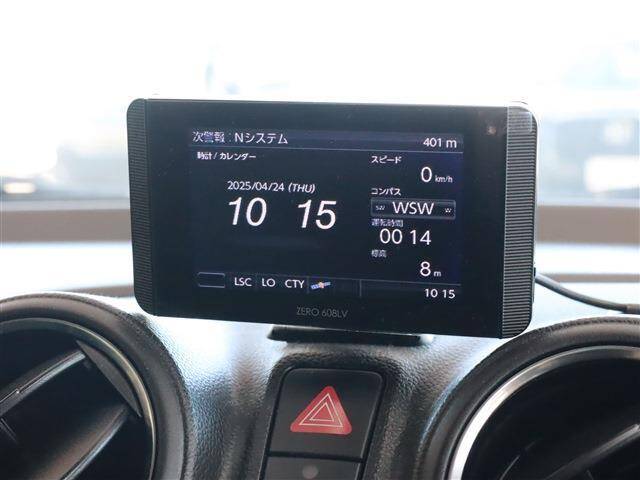 次警報：Nシステム 401 m
時計 / カレンダー
スピード
0 km/h
2025/04/24 (THU)
10 15
コンパス
SW WSW W
運転時間
00 14
標高
8 m
LSC LO CTY
10 15
ZERO 608LV